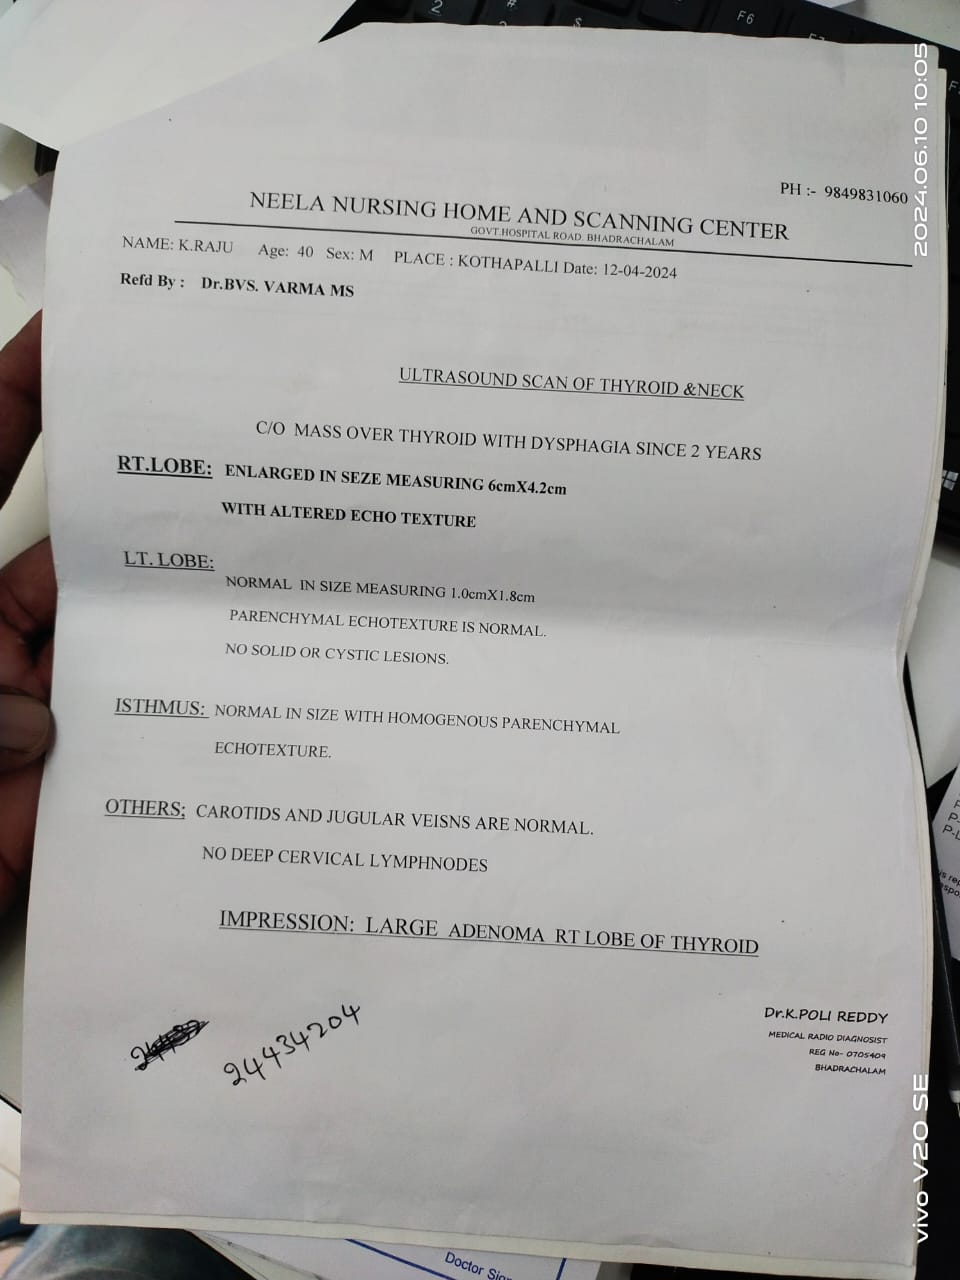 2
#
$
F6
F7
PH :- 9849831060
NEELA NURSING HOME AND SCANNING CENTER
GOVT.HOSPITAL ROAD. BHADRACHALAM
NAME: K.RAJU Age: 40 Sex: M PLACE : KOTHAPALLI Date: 12-04-2024
Refd By : Dr.BVS. VARMA MS
ULTRASOUND SCAN OF THYROID &NECK
C/O MASS OVER THYROID WITH DYSPHAGIA SINCE 2 YEARS
RT.LOBE: ENLARGED IN SEZE MEASURING 6cmX4.2cm
WITH ALTERED ECHO TEXTURE
LT. LOBE:
NORMAL IN SIZE MEASURING 1.0cmX1.8cm
PARENCHYMAL ECHOTEXTURE IS NORMAL.
NO SOLID OR CYSTIC LESIONS.
ISTHMUS: NORMAL IN SIZE WITH HOMOGENOUS PARENCHYMAL
ECHOTEXTURE.
OTHERS; CAROTIDS AND JUGULAR VEISNS ARE NORMAL.
NO DEEP CERVICAL LYMPHNODES
IMPRESSION: LARGE ADENOMA RT LOBE OF THYROID
24434204
Dr.K.POLI REDDY
MEDICAL RADIO DIAGNOSIST
REG No- 0705409
BHADRACHALAM
Doctor
2024.06.10 10:05
vivo V20 SE